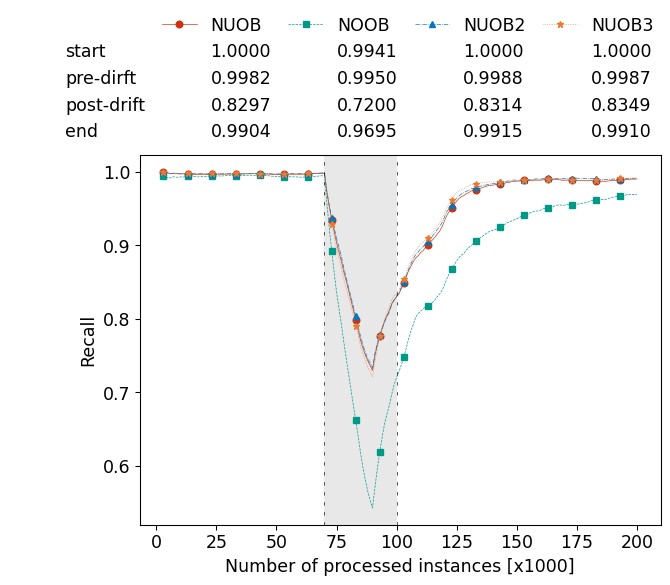 NUOB NOOB NUOB2 NUOB3
start 1.0000 0.9941 1.0000 1.0000
pre-dirft 0.9982 0.9950 0.9988 0.9987
post-drift 0.8297 0.7200 0.8314 0.8349
end 0.9904 0.9695 0.9915 0.9910
1.0
0.9
0.8
0.7
0.6
Recall
0 25 50 75 100 125 150 175 200
Number of processed instances [x1000]